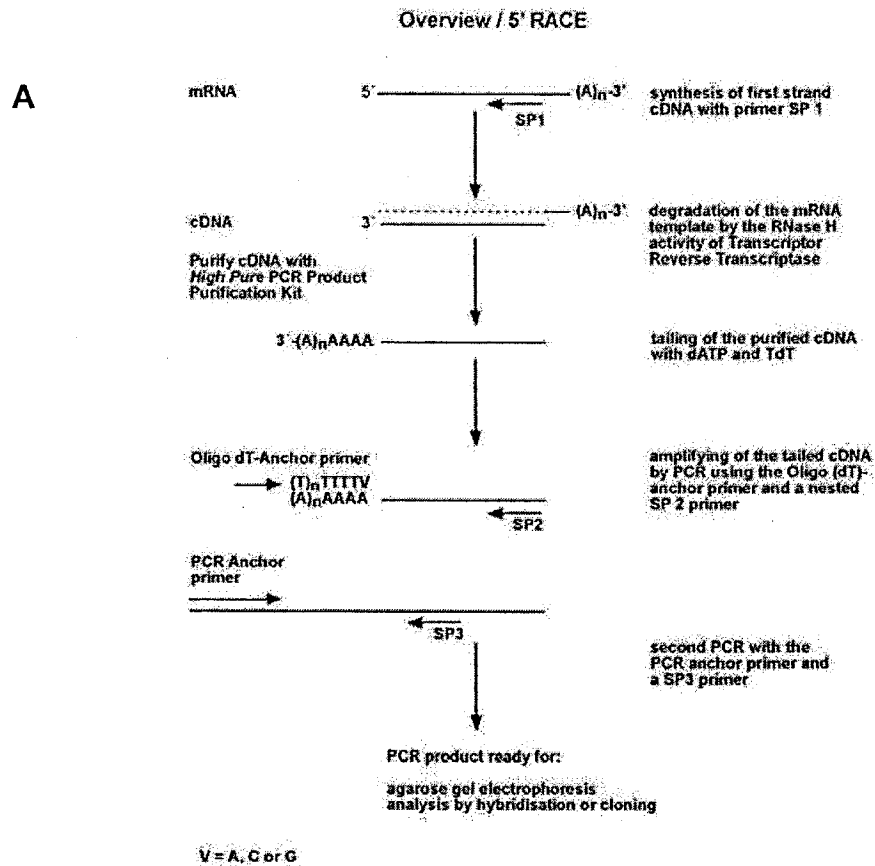 Overview / 5' RACE
A
mRNA 5' (A)n-3' synthesis of first strand
SP1 cDNA with primer SP 1
(A)n-3' degradation of the mRNA
cDNA 3' template by the RNase H
activity of Transcriptor
Reverse Transcriptase
Purify cDNA with
High Pure PCR Product
Purification Kit
3'-(A)nAAAA tailing of the purified cDNA
with dATP and TdT
Oligo dT-Anchor primer amplifying of the tailed cDNA
(T)nTTTTV by PCR using the Oligo (dT)-
(A)nAAAA anchor primer and a nested
SP2 SP 2 primer
PCR Anchor
primer
SP3 second PCR with the
PCR anchor primer and
a SP3 primer
PCR product ready for:
agarose gel electrophoresis
analysis by hybridisation or cloning
V = A, C or G